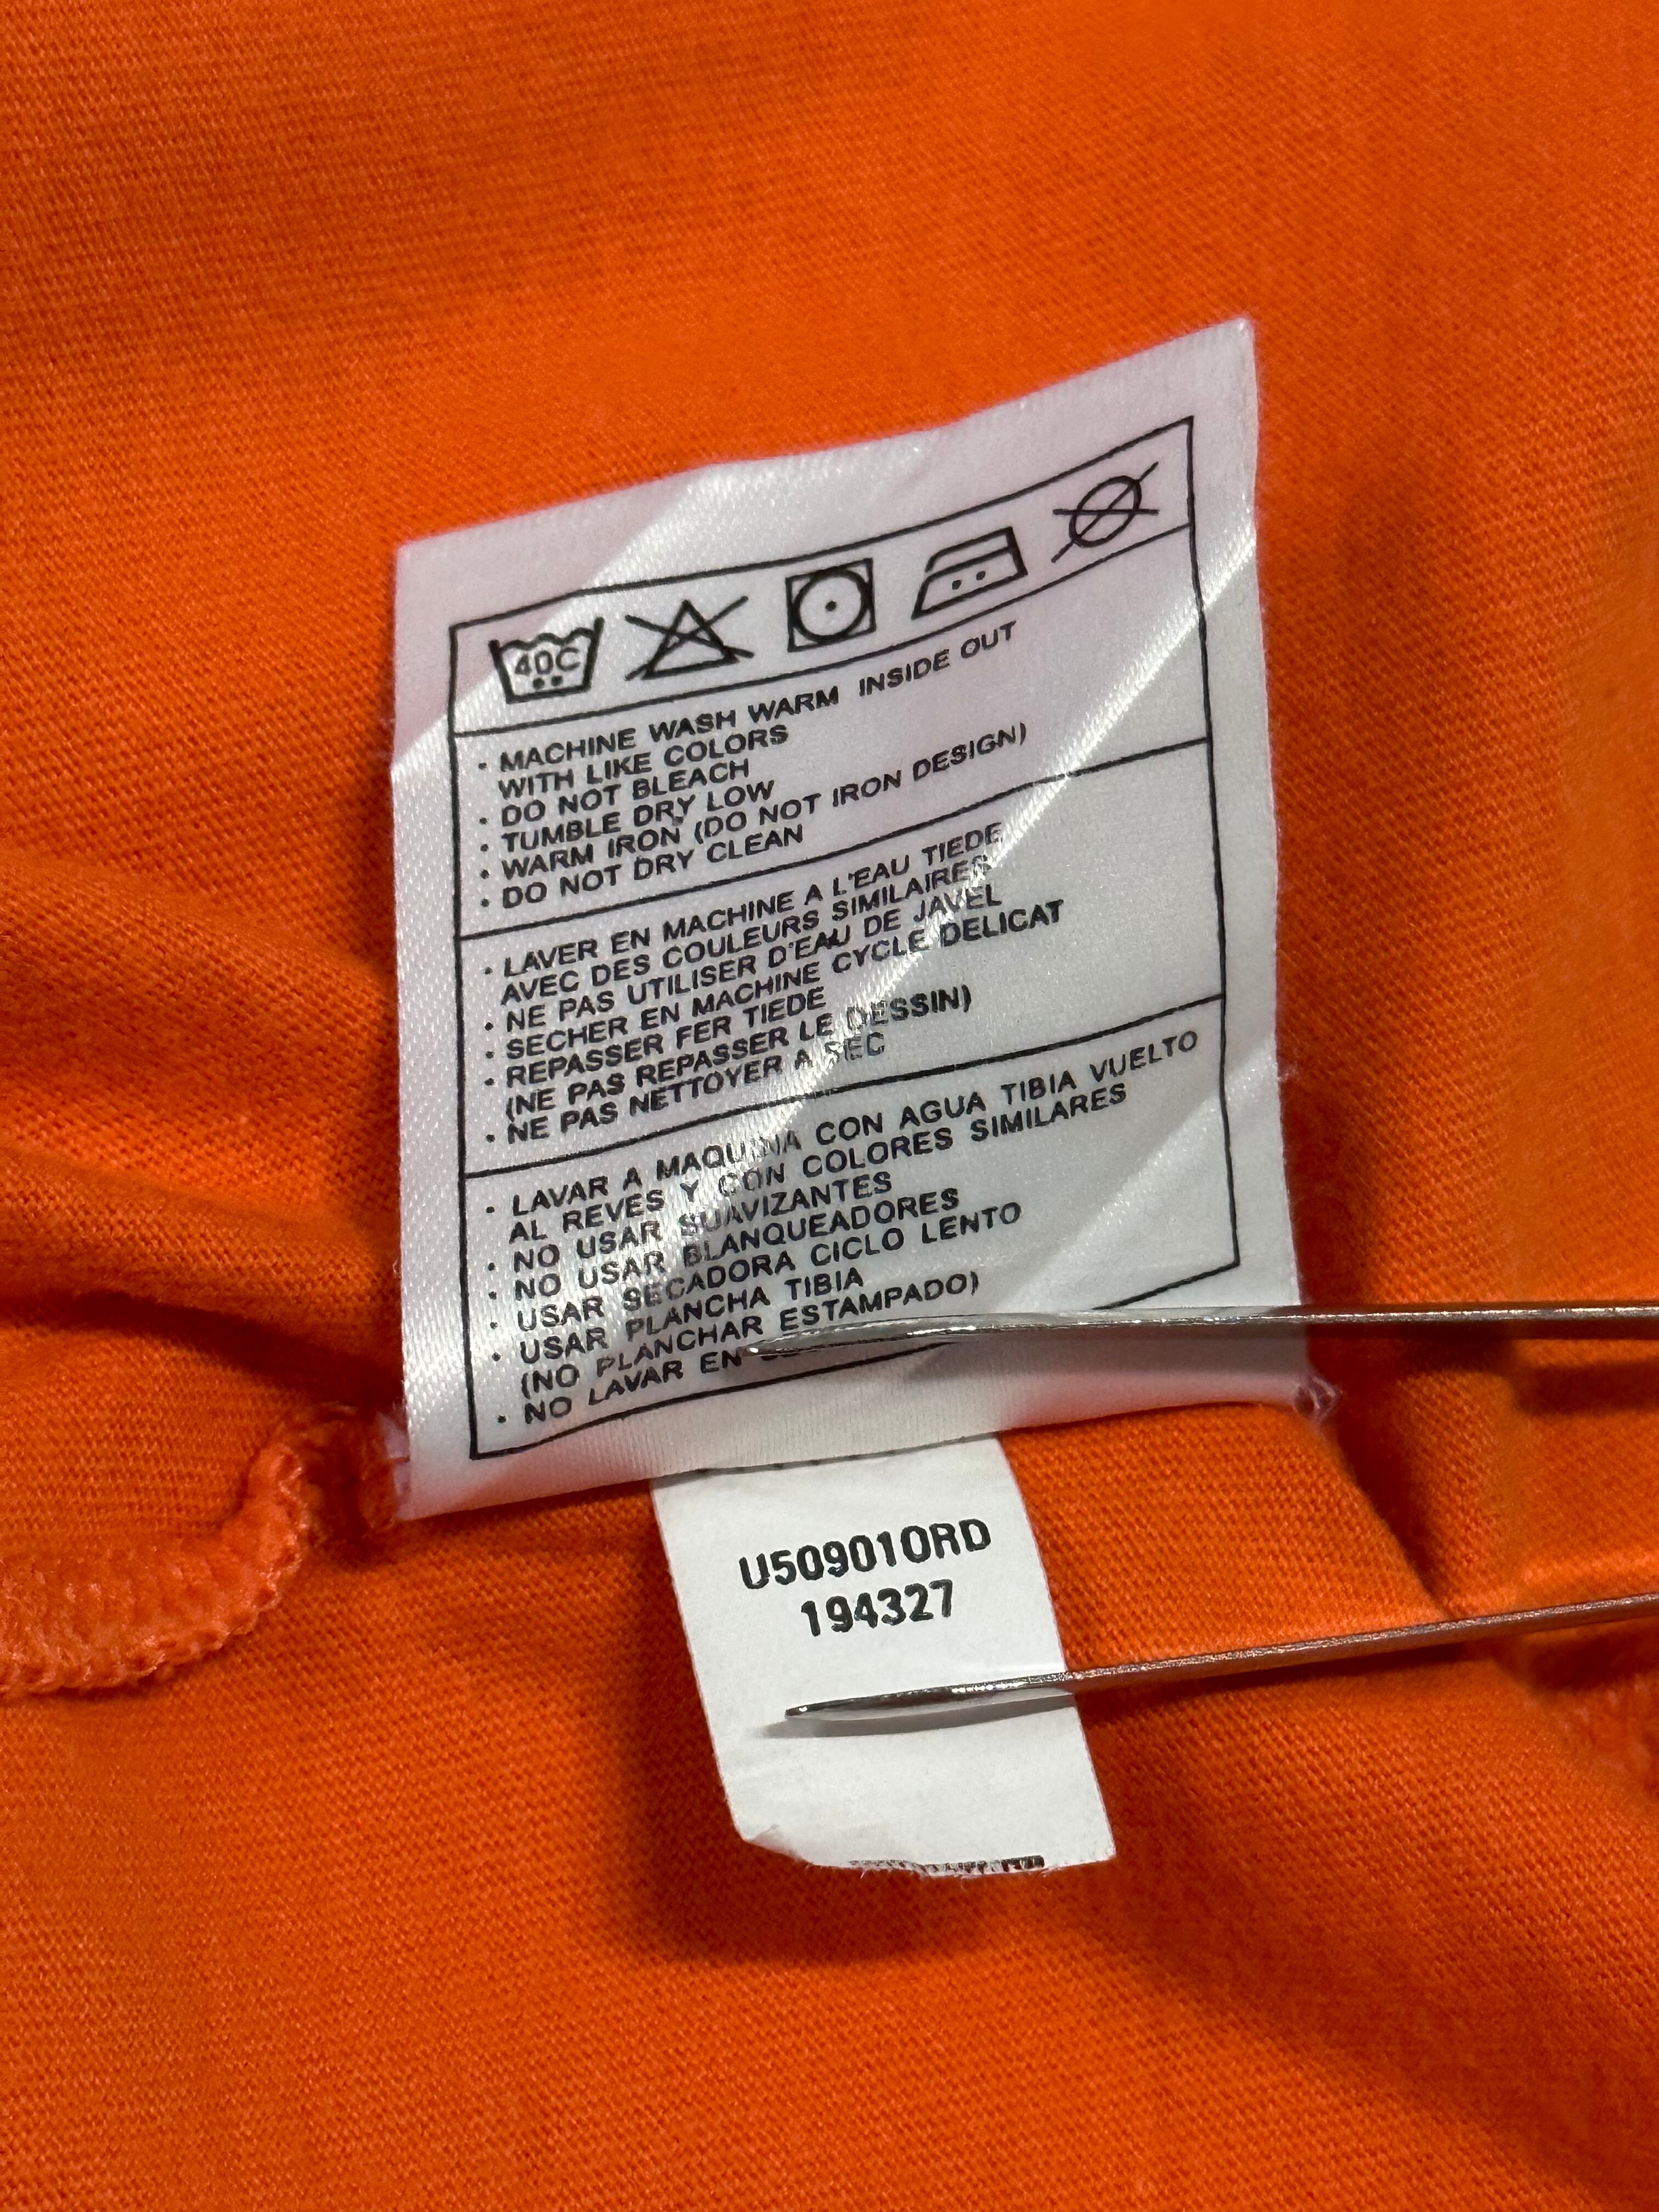 40C
• MACHINE WASH WARM INSIDE OUT
WITH LIKE COLORS
• DO NOT BLEACH
• TUMBLE DRY LOW
• WARM IRON (DO NOT IRON DESIGN)
• DO NOT DRY CLEAN
• LAVER EN MACHINE A L'EAU TIEDE
AVEC DES COULEURS SIMILAIRES
• NE PAS UTILISER D'EAU DE JAVEL
• SECHER EN MACHINE CYCLE DELICAT
• REPASSER FER TIEDE
(NE PAS REPASSER LE DESSIN)
• NE PAS NETTOYER A SEC
• LAVAR A MAQUINA CON AGUA TIBIA VUELTO
AL REVES Y CON COLORES SIMILARES
• NO USAR SUAVIZANTES
• NO USAR BLANQUEADORES
• USAR SECADORA CICLO LENTO
• USAR PLANCHA TIBIA
(NO PLANCHAR ESTAMPADO)
• NO LAVAR EN
U50901ORD
194327